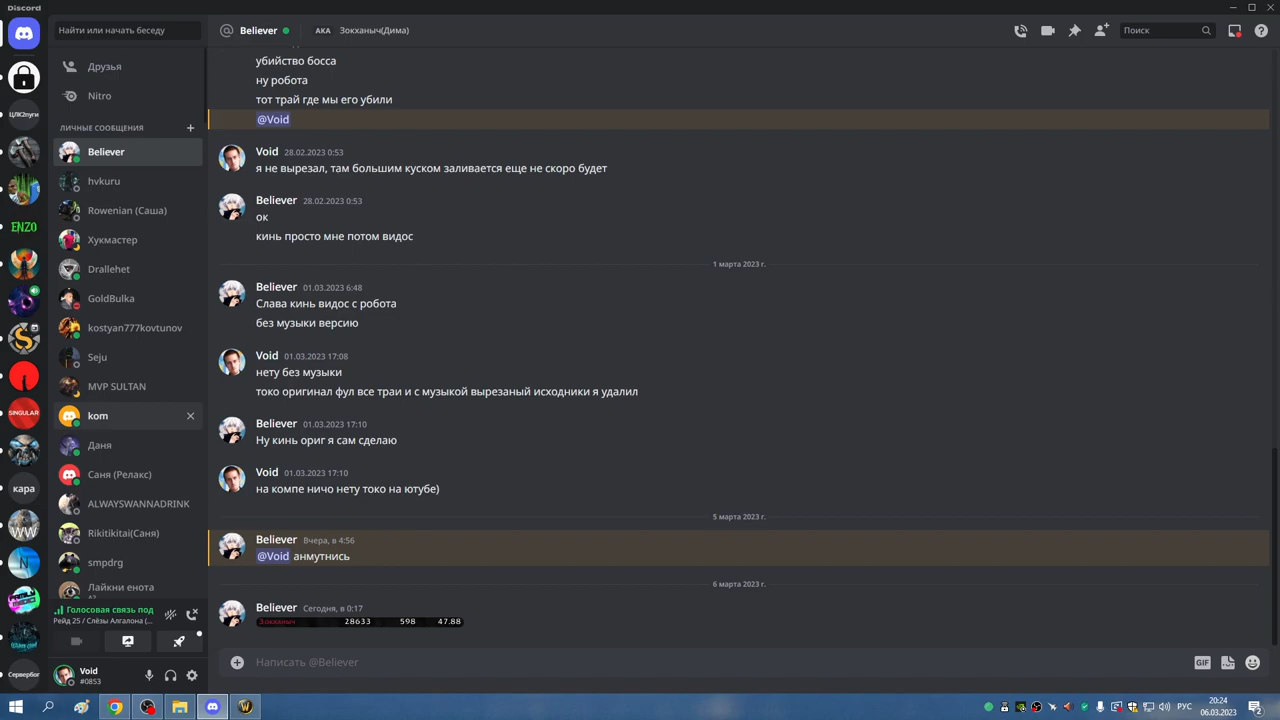 Discord
Найти или начать беседу
Друзья
Nitro
ЛИЧНЫЕ СООБЩЕНИЯ
Believer
hvkuru
Rowenian (Саша)
Хукмастер
Drallehet
GoldBulka
kostyan777kovtunov
Seju
MVP SULTAN
kom
Даня
Саня (Релакс)
ALWAYSWANNADRINK
Rikitikitai(Саня)
smpdrg
Лайкни енота
Голосовая связь под
Рейд 25 / Слёзы Алгалона (...
Void
#0853
ЦЛК2пуги
ENZO
SINGULAR
кара
WW
N
Сервербог
Believer
AKA
Зокханыч(Дима)
Поиск
убийство босса
ну робота
тот трай где мы его убили
@Void
Void 28.02.2023 0:53
я не вырезал, там большим куском заливается еще не скоро будет
Believer 28.02.2023 0:53
ок
кинь просто мне потом видос
1 марта 2023 г.
Believer 01.03.2023 6:48
Слава кинь видос с робота
без музыки версию
Void 01.03.2023 17:08
нету без музыки
токо оригинал фул все траи и с музыкой вырезаный исходники я удалил
Believer 01.03.2023 17:10
Ну кинь ориг я сам сделаю
Void 01.03.2023 17:10
на компе ничо нету токо на ютубе)
5 марта 2023 г.
Believer Вчера, в 4:56
@Void анмутнись
6 марта 2023 г.
Believer Сегодня, в 0:17
Зокханыч 28633 598 47.88
Написать @Believer
GIF
РУС
20:24
06.03.2023
2